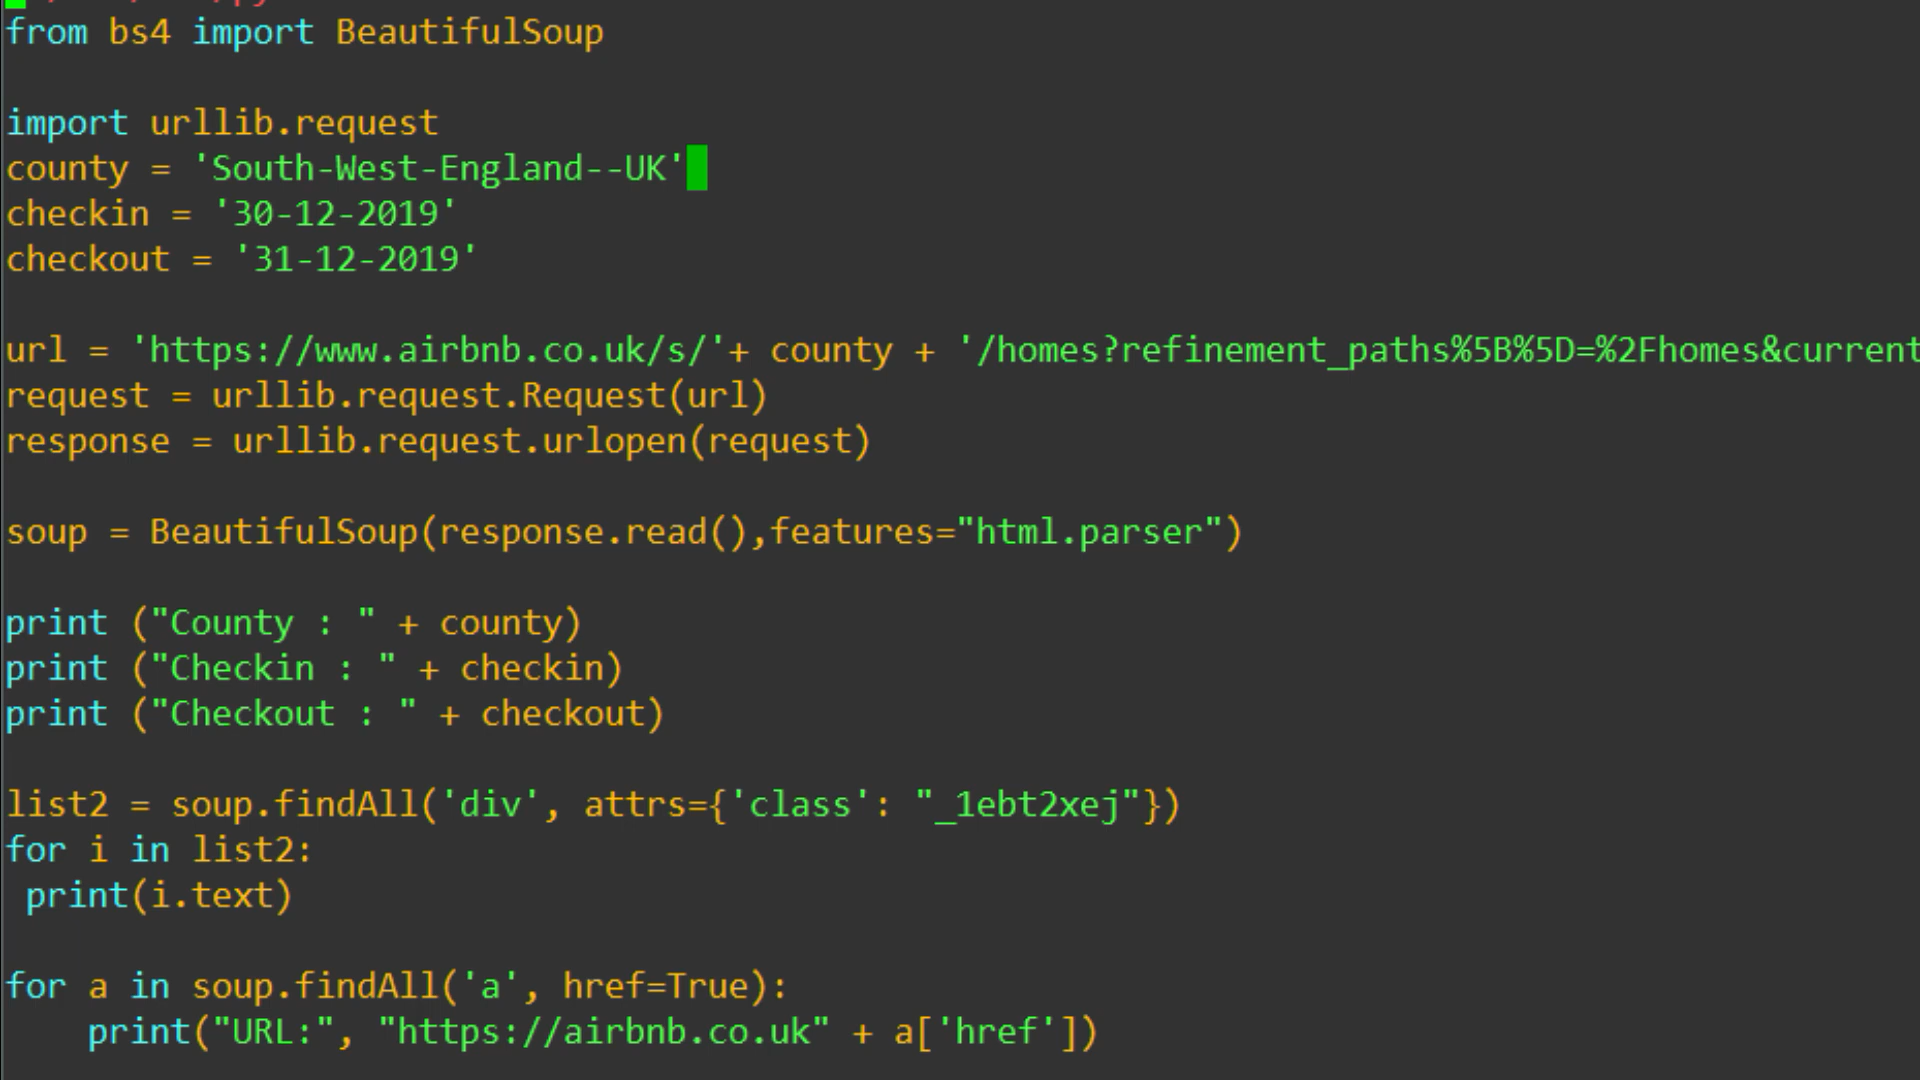 from bs4 import BeautifulSoup
import urllib.request
county = 'South-West-England--UK'
checkin = '30-12-2019'
checkout = '31-12-2019'
url = 'https://www.airbnb.co.uk/s/'+ county + '/homes?refinement_paths%5B%5D=%2Fhomes&current
request = urllib.request.Request(url)
response = urllib.request.urlopen(request)
soup = BeautifulSoup(response.read(),features="html.parser")
print ("County : " + county)
print ("Checkin : " + checkin)
print ("Checkout : " + checkout)
list2 = soup.findAll('div', attrs={'class': "_1ebt2xej"})
for i in list2:
 print(i.text)
for a in soup.findAll('a', href=True):
    print("URL:", "https://airbnb.co.uk" + a['href'])